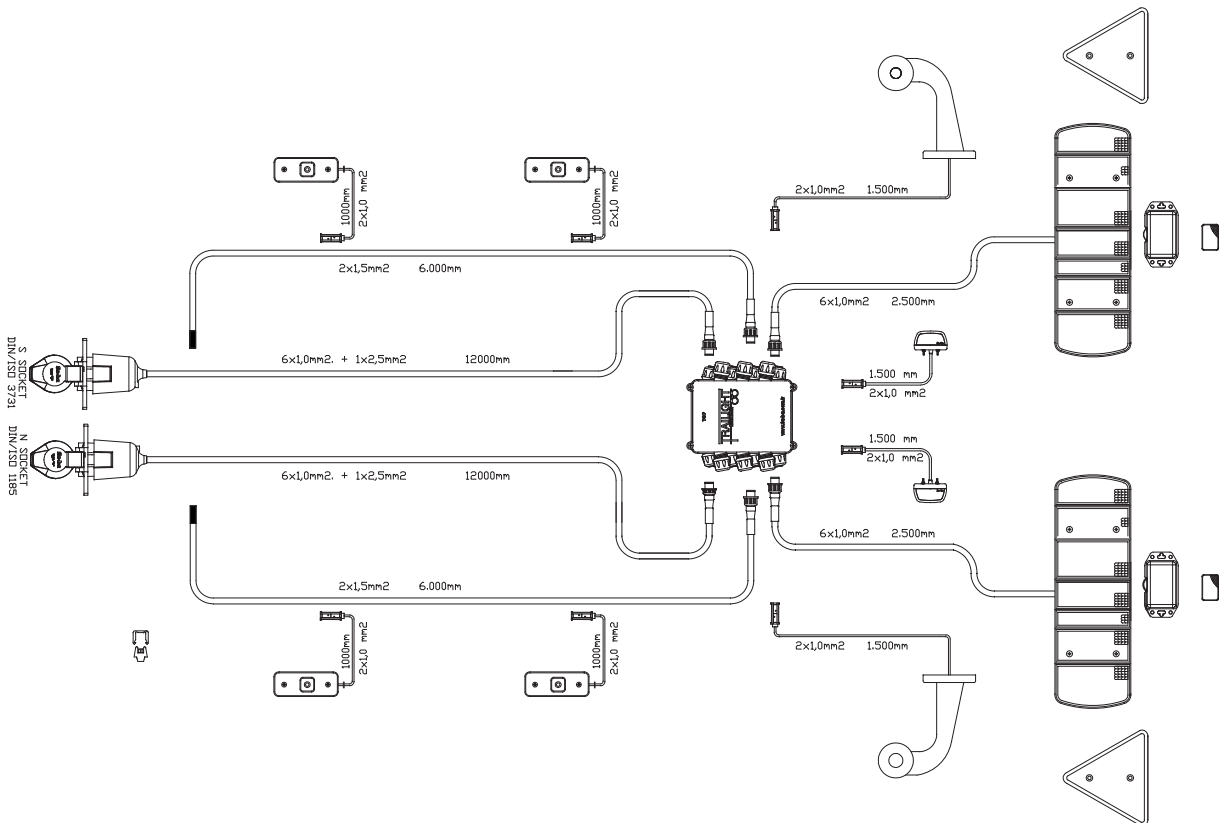 2x1,0mm2 1.500mm
1000mm
2x1,0 mm2
1000mm
2x1,0 mm2
2x1,5mm2 6.000mm
6x1,0mm2 2.500mm
6x1,0mm2. + 1x2,5mm2 12000mm
S SOCKET
DIN/ISO 3731
1.500 mm
2x1,0 mm2
TRAILIGHT
TOP
N SOCKET
DIN/ISO 1185
1.500 mm
2x1,0 mm2
6x1,0mm2. + 1x2,5mm2 12000mm
6x1,0mm2 2.500mm
2x1,5mm2 6.000mm
1000mm
2x1,0 mm2
1000mm
2x1,0 mm2
2x1,0mm2 1.500mm